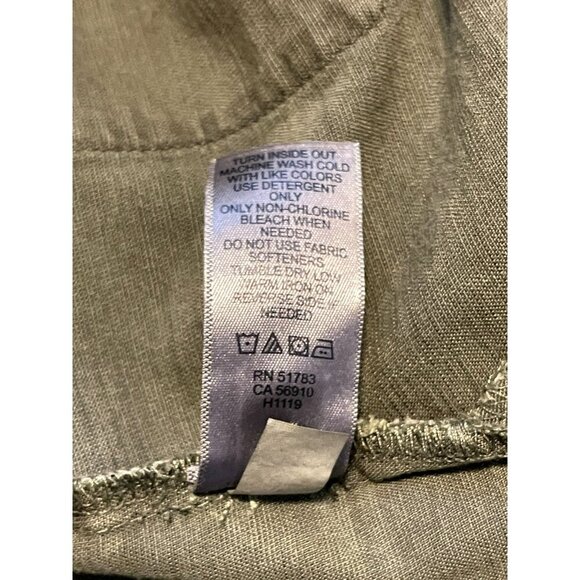 TURN INSIDE OUT
MACHINE WASH COLD
WITH LIKE COLORS
USE DETERGENT
ONLY
ONLY NON-CHLORINE
BLEACH WHEN
NEEDED
DO NOT USE FABRIC
SOFTENERS
TUMBLE DRY LOW
WARM IRON ON
REVERSE SIDE IF
NEEDED
RN 51783
CA 56910
H1119